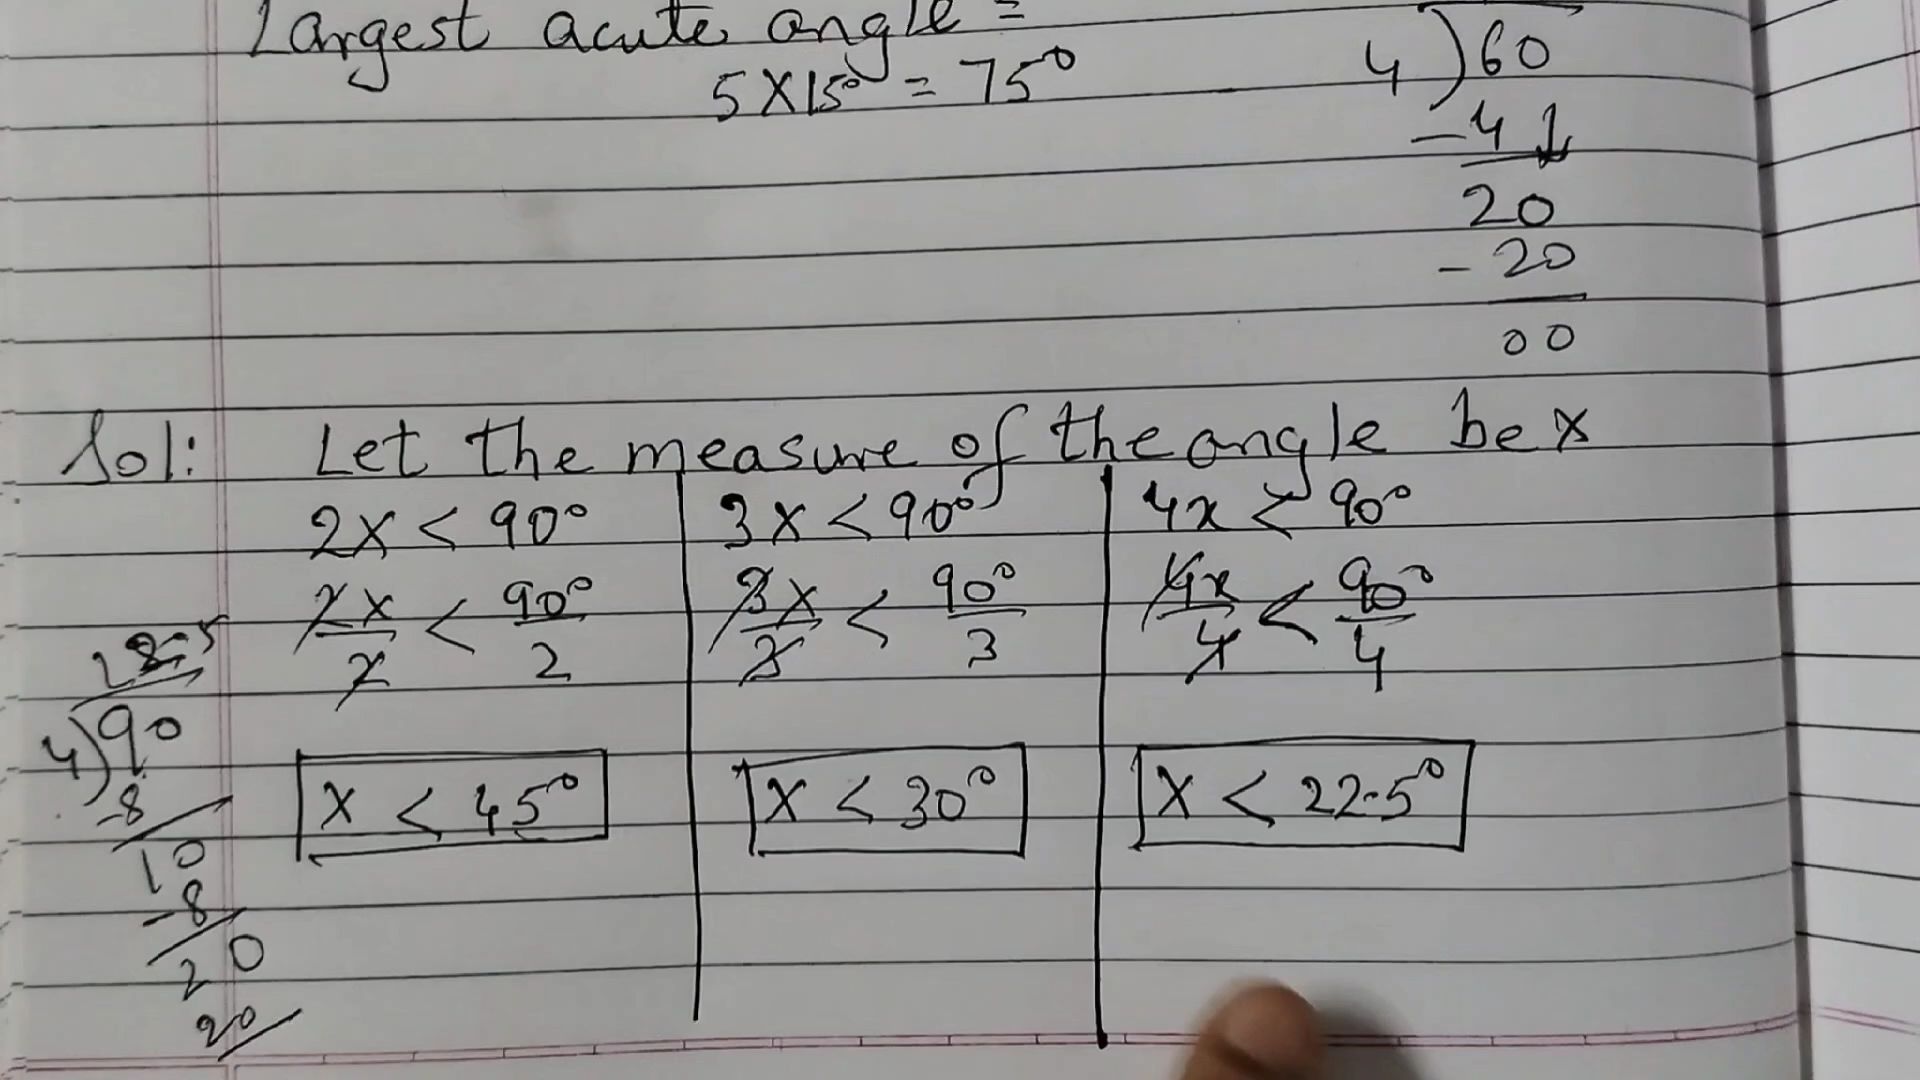 Largest acute angle =
5 X 15° = 75°
4 ) 60
- 4 ↓
20
- 20
00
Sol: Let the measure of the angle be x
2x < 90°
2x/2 < 90°/2
x < 45°
3x < 90°
3x/3 < 90°/3
x < 30°
4x < 90°
4x/4 < 90°/4
x < 22.5°
22.5
4 ) 90
-8
10
-8
20
20